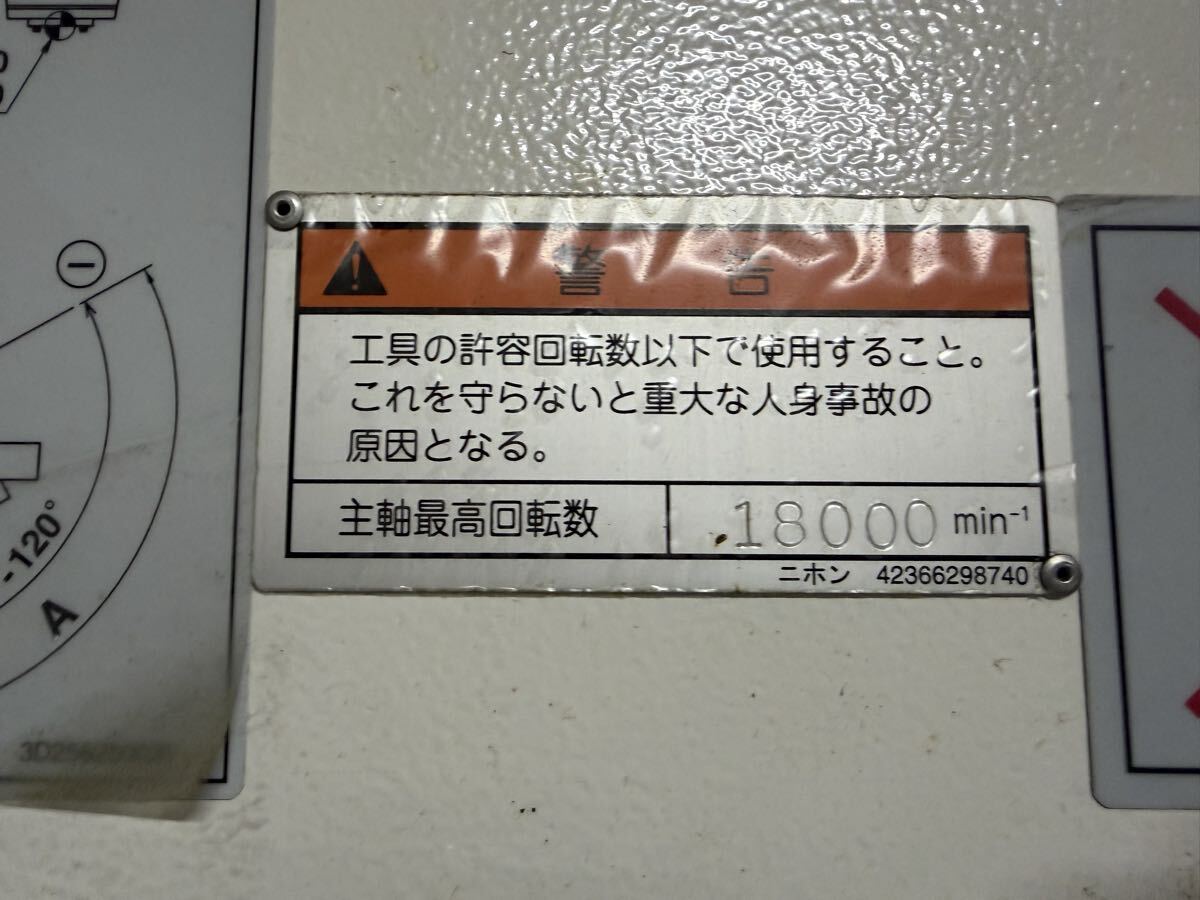 -120°
A
警告
工具の許容回転数以下で使用すること。
これを守らないと重大な人身事故の
原因となる。
主軸最高回転数 18000 min⁻¹
ニホン 42366298740